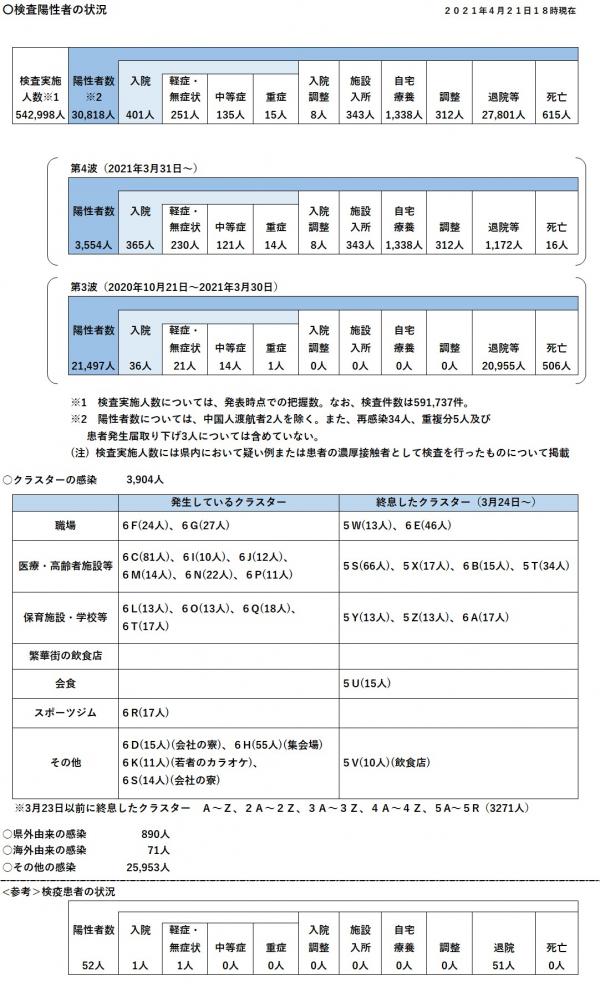 〇検査陽性者の状況
２０２１年４月２１日１８時現在
検査実施人数※1 陽性者数※2 入院 軽症・無症状 中等症 重症 入院調整 施設入所 自宅療養 調整 退院等 死亡
542,998人 30,818人 401人 251人 135人 15人 8人 343人 1,338人 312人 27,801人 615人
第4波（2021年3月31日～）
陽性者数 入院 軽症・無症状 中等症 重症 入院調整 施設入所 自宅療養 調整 退院等 死亡
3,554人 365人 230人 121人 14人 8人 343人 1,338人 312人 1,172人 16人
第3波（2020年10月21日～2021年3月30日）
陽性者数 入院 軽症・無症状 中等症 重症 入院調整 施設入所 自宅療養 調整 退院等 死亡
21,497人 36人 21人 14人 1人 0人 0人 0人 0人 20,955人 506人
※1　検査実施人数については、発表時点での把握数。なお、検査件数は591,737件。
※2　陽性者数については、中国人渡航者2人を除く。また、再感染34人、重複分5人及び
患者発生届取り下げ3人については含めていない。
（注）検査実施人数には県内において疑い例または患者の濃厚接触者として検査を行ったものについて掲載
〇クラスターの感染　3,904人
発生しているクラスター 終息したクラスター（3月24日～）
職場 ６F(24人)、６G(27人) ５W(13人)、６E(46人)
医療・高齢者施設等 ６C(81人)、６I(10人)、６J(12人)、 ５S(66人)、５X(17人)、６B(15人)、５T(34人)
６M(14人)、６N(22人)、６P(11人)
保育施設・学校等 ６L(13人)、６O(13人)、６Q(18人)、 ５Y(13人)、５Z(13人)、６A(17人)
６T(17人)
繁華街の飲食店
会食 ５U(15人)
スポーツジム ６R(17人)
その他 ６D(15人)(会社の寮)、６H(55人)(集会場) ５V(10人)(飲食店)
６K(11人)(若者のカラオケ)、
６S(14人)(会社の寮)
※3月23日以前に終息したクラスター　A～Z、２A～２Z、３A～３Z、４A～４Z、５A～５R（3271人）
〇県外由来の感染　890人
〇海外由来の感染　71人
〇その他の感染　25,953人
＜参考＞検疫患者の状況
陽性者数 入院 軽症・無症状 中等症 重症 入院調整 施設入所 自宅療養 調整 退院 死亡
52人 1人 1人 0人 0人 0人 0人 0人 0人 51人 0人